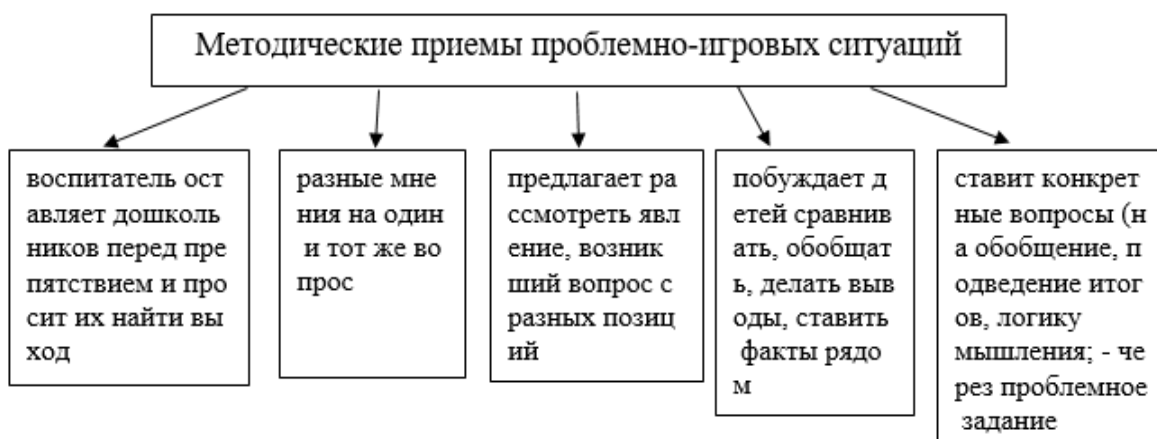 Методические приемы проблемно-игровых ситуаций
воспитатель ост
авляет дошколь
ников перед пре
пятствием и про
сит их найти вы
ход
разные мне
ния на один
и тот же во
прос
предлагает ра
ссмотреть явл
ение, возник
ший вопрос с
разных позиц
ий
побуждает д
етей сравнив
ать, обобщат
ь, делать выв
оды, ставить
факты рядо
м
ставит конкрет
ные вопросы (н
а обобщение, п
одведение итог
ов, логику
мышления; - че
рез проблемное
задание